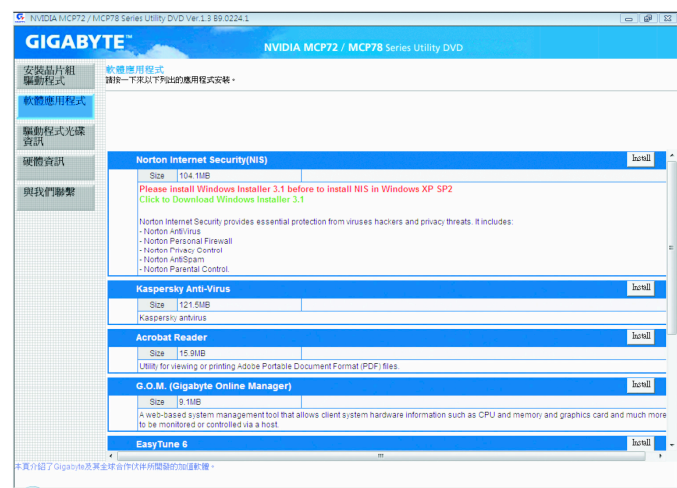 NVIDIA MCP72 / MCP78 Series Utility DVD Ver.1.3 B9.0224.1
GIGABYTE™
NVIDIA MCP72 / MCP78 Series Utility DVD
安裝晶片組
驅動程式
軟體應用程式
驅動程式光碟
資訊
硬體資訊
與我們聯繫
軟體應用程式
請按一下來以下列出的應用程式安裝。
Norton Internet Security(NIS)
Install
Size 104.1MB
Please install Windows Installer 3.1 before to install NIS in Windows XP SP2
Click to Download Windows Installer 3.1
Norton Internet Security provides essential protection from viruses hackers and privacy threats. It includes:
- Norton AntiVirus
- Norton Personal Firewall
- Norton Privacy Control
- Norton AntiSpam
- Norton Parental Control.
Kaspersky Anti-Virus
Install
Size 121.5MB
Kaspersky antvirus
Acrobat Reader
Install
Size 15.9MB
Utility for viewing or printing Adobe Portable Document Format (PDF) files.
G.O.M. (Gigabyte Online Manager)
Install
Size 9.1MB
A web-based system management tool that allows client system hardware information such as CPU and memory and graphics card and much more
to be monitored or controlled via a host.
EasyTune 6
Install
本頁介紹了Gigabyte及其全球合作伙伴所開發的加值軟體。